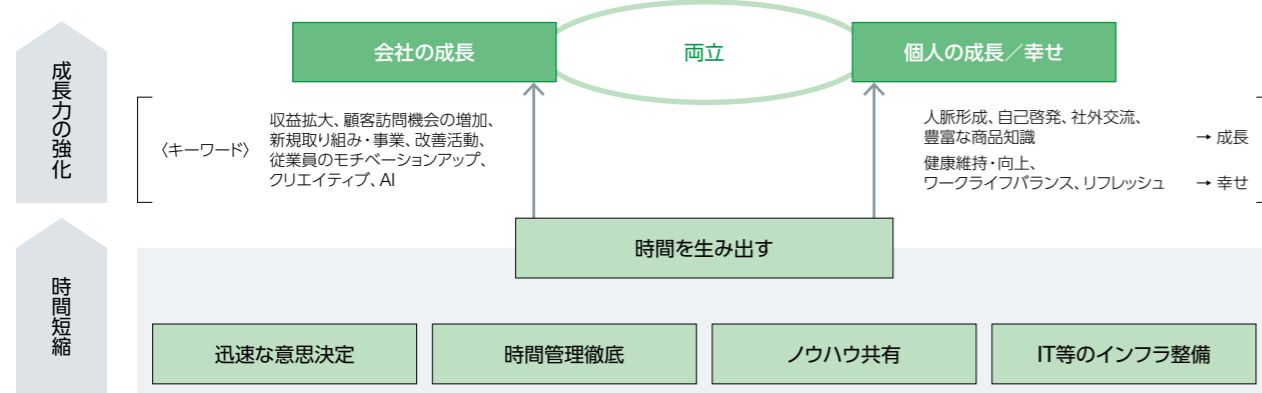 成長力の強化
会社の成長
両立
個人の成長／幸せ
〈キーワード〉
収益拡大、顧客訪問機会の増加、
新規取り組み・事業、改善活動、
従業員のモチベーションアップ、
クリエイティブ、AI
人脈形成、自己啓発、社外交流、
豊富な商品知識
→ 成長
健康維持・向上、
ワークライフバランス、リフレッシュ
→ 幸せ
時間を生み出す
時間短縮
迅速な意思決定
時間管理徹底
ノウハウ共有
IT等のインフラ整備